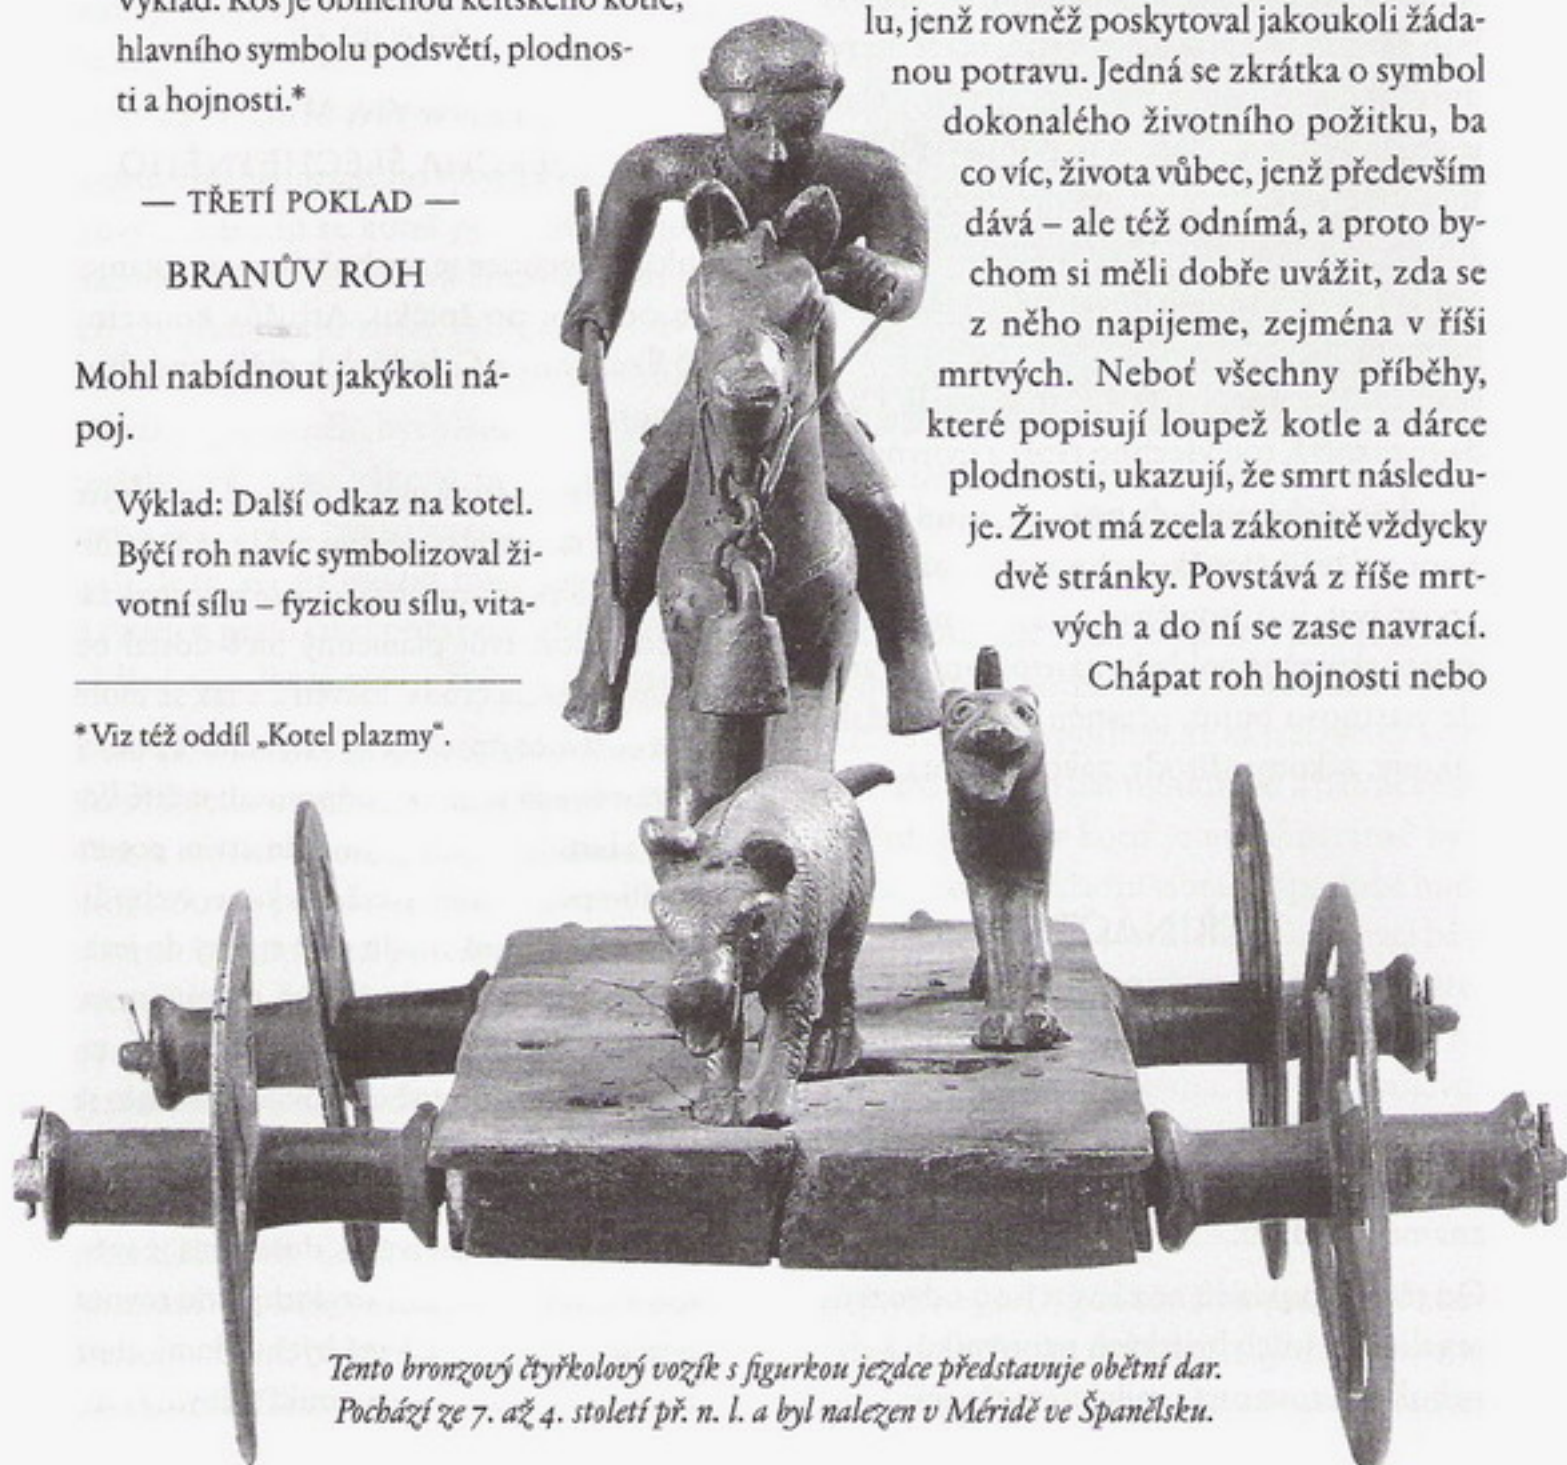 Výklad: Koš je obměnou keltského kotle,
hlavního symbolu podsvětí, plodnos-
ti a hojnosti.*
— TŘETÍ POKLAD —
BRANŮV ROH
Mohl nabídnout jakýkoli ná-
poj.
Výklad: Další odkaz na kotel.
Býčí roh navíc symbolizoval ži-
votní sílu – fyzickou sílu, vita-
* Viz též oddíl „Kotel plazmy“.
lu, jenž rovněž poskytoval jakoukoli žáda-
nou potravu. Jedná se zkrátka o symbol
dokonalého životního požitku, ba
co víc, života vůbec, jenž především
dává – ale též odnímá, a proto by-
chom si měli dobře uvážit, zda se
z něho napijeme, zejména v říši
mrtvých. Neboť všechny příběhy,
které popisují loupež kotle a dárce
plodnosti, ukazují, že smrt následu-
je. Život má zcela zákonitě vždycky
dvě stránky. Povstává z říše mrt-
vých a do ní se zase navrací.
Chápat roh hojnosti nebo
Tento bronzový čtyřkolový vozík s figurkou jezdce představuje obětní dar.
Pochází ze 7. až 4. století př. n. l. a byl nalezen v Méridě ve Španělsku.